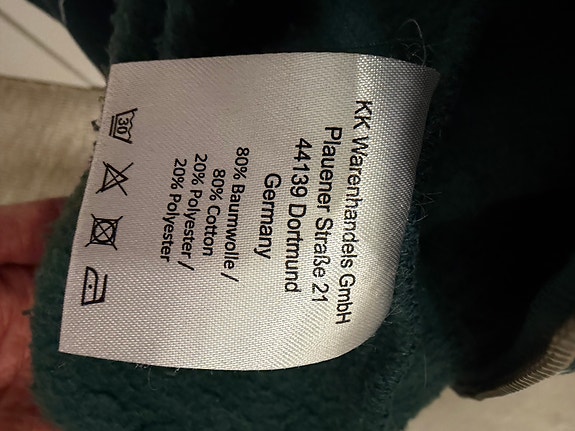 KK Warenhandels GmbH
Plauener Straße 21
44139 Dortmund
Germany
80% Baumwolle /
80% Cotton
20% Polyester /
20% Polyester
30